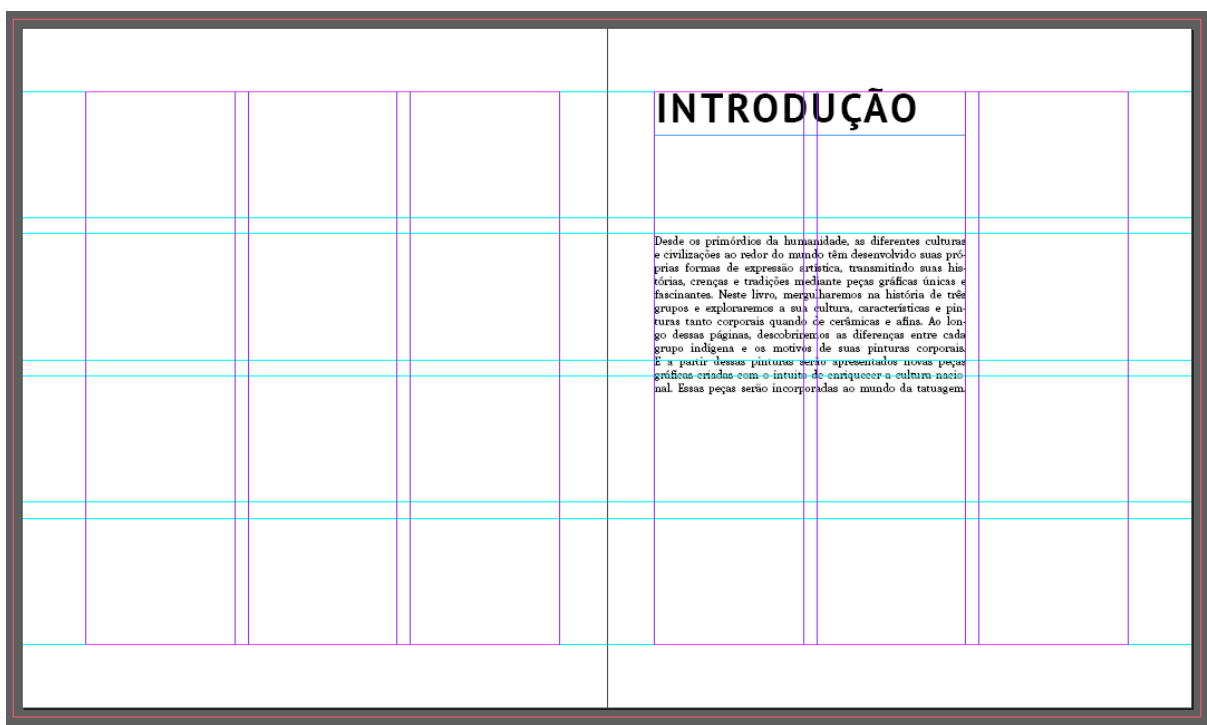 INTRODUÇÃO
Desde os primórdios da humanidade, as diferentes culturas
e civilizações ao redor do mundo têm desenvolvido suas pró-
prias formas de expressão artística, transmitindo suas his-
tórias, crenças e tradições mediante peças gráficas únicas e
fascinantes. Neste livro, mergulharemos na história de três
grupos e exploraremos a sua cultura, características e pin-
turas tanto corporais quando de cerâmicas e afins. Ao lon-
go dessas páginas, descobriremos as diferenças entre cada
grupo indígena e os motivos de suas pinturas corporais.
E a partir dessas pinturas serão apresentados novas peças
gráficas criadas com o intuito de enriquecer a cultura nacio-
nal. Essas peças serão incorporadas ao mundo da tatuagem.